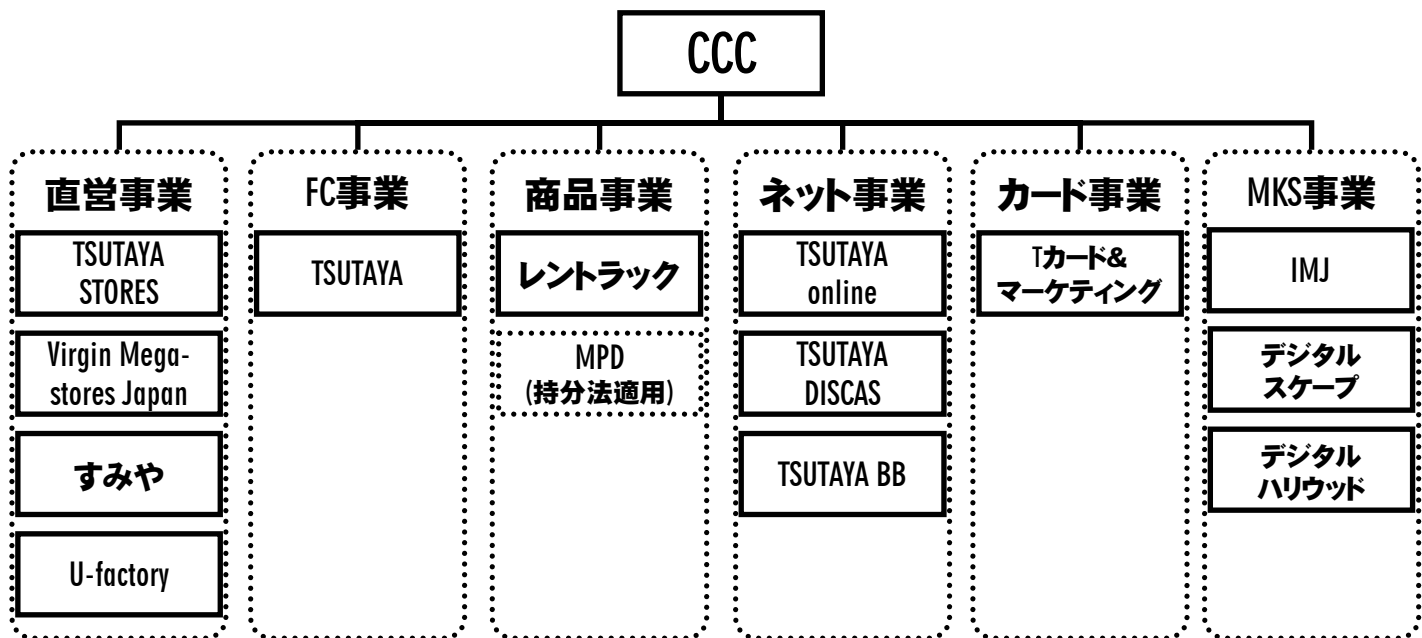 CCC
直営事業
TSUTAYA
STORES
Virgin Mega-
stores Japan
すみや
U-factory
FC事業
TSUTAYA
商品事業
レントラック
MPD
(持分法適用)
ネット事業
TSUTAYA
online
TSUTAYA
DISCAS
TSUTAYA BB
カード事業
Tカード&
マーケティング
MKS事業
IMJ
デジタル
スケープ
デジタル
ハリウッド